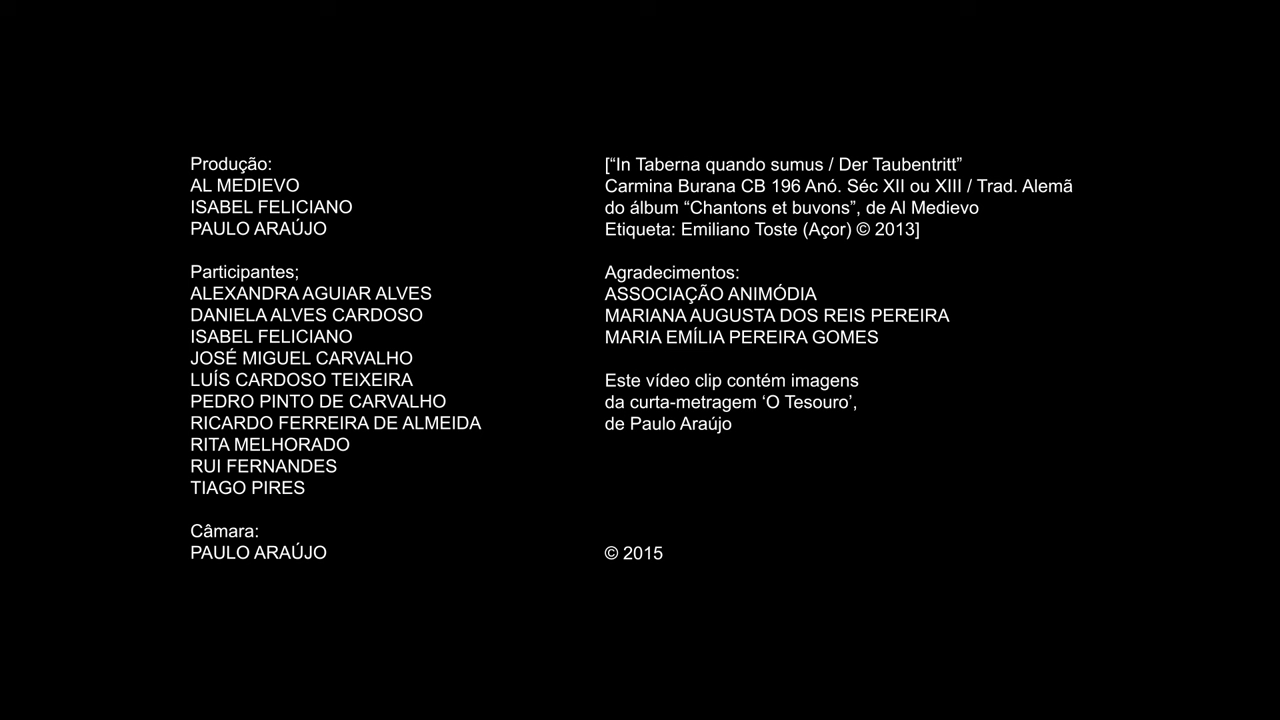 Produção:
AL MEDIEVO
ISABEL FELICIANO
PAULO ARAÚJO
Participantes;
ALEXANDRA AGUIAR ALVES
DANIELA ALVES CARDOSO
ISABEL FELICIANO
JOSÉ MIGUEL CARVALHO
LUÍS CARDOSO TEIXEIRA
PEDRO PINTO DE CARVALHO
RICARDO FERREIRA DE ALMEIDA
RITA MELHORADO
RUI FERNANDES
TIAGO PIRES
Câmara:
PAULO ARAÚJO
[“In Taberna quando sumus / Der Taubentritt”
Carmina Burana CB 196 Anó. Séc XII ou XIII / Trad. Alemã
do álbum “Chantons et buvons”, de Al Medievo
Etiqueta: Emiliano Toste (Açor) © 2013]
Agradecimentos:
ASSOCIAÇÃO ANIMÓDIA
MARIANA AUGUSTA DOS REIS PEREIRA
MARIA EMÍLIA PEREIRA GOMES
Este vídeo clip contém imagens
da curta-metragem ‘O Tesouro’,
de Paulo Araújo
© 2015